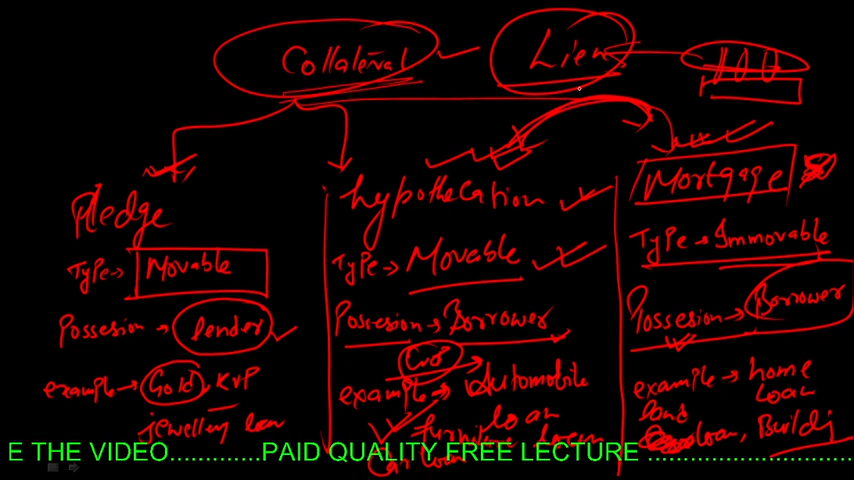 Collateral
Lien
Pledge
Type → Movable
Possesion → lender
example → Gold, KVP
jewellery loan
hypothecation
Type → Movable
Possesion → Borrower
example → Automobile
loan
furniture loan
Car loan
Mortgage
Type → Immovable
Possesion → Borrower
example → home
loan
loan, Buildi
E THE VIDEO.............PAID QUALITY FREE LECTURE